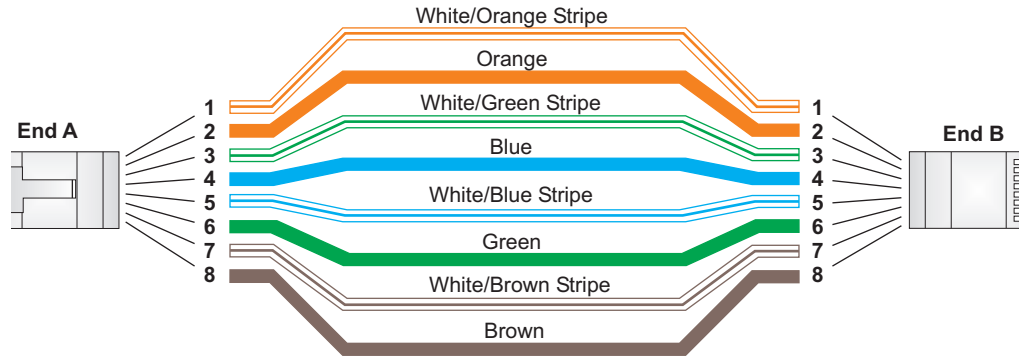 White/Orange Stripe
Orange
White/Green Stripe
Blue
White/Blue Stripe
Green
White/Brown Stripe
Brown
End A
1
2
3
4
5
6
7
8
End B
1
2
3
4
5
6
7
8